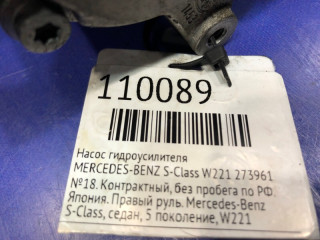 110089
Насос гидроусилителя
MERCEDES-BENZ S-Class W221 273961
№18. Контрактный, без пробега по РФ.
Япония. Правый руль. Mercedes-Benz
S-Class, седан, 5 поколение, W221